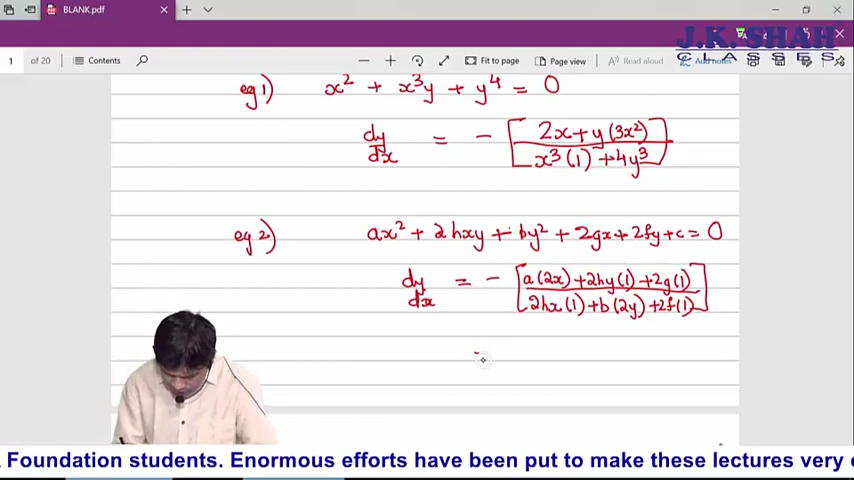 BLANK.pdf
J.K. SHAH
CLASSES
1 of 20 Contents Fit to page Page view Read aloud Add notes
eg 1) x² + x³y + y⁴ = 0
dy/dx = - [2x + y(3x²) / x³(1) + 4y³]
eg 2) ax² + 2hxy + by² + 2gx + 2fy + c = 0
dy/dx = - [a(2x) + 2hy(1) + 2g(1) / 2hx(1) + b(2y) + 2f(1)]
Foundation students. Enormous efforts have been put to make these lectures very